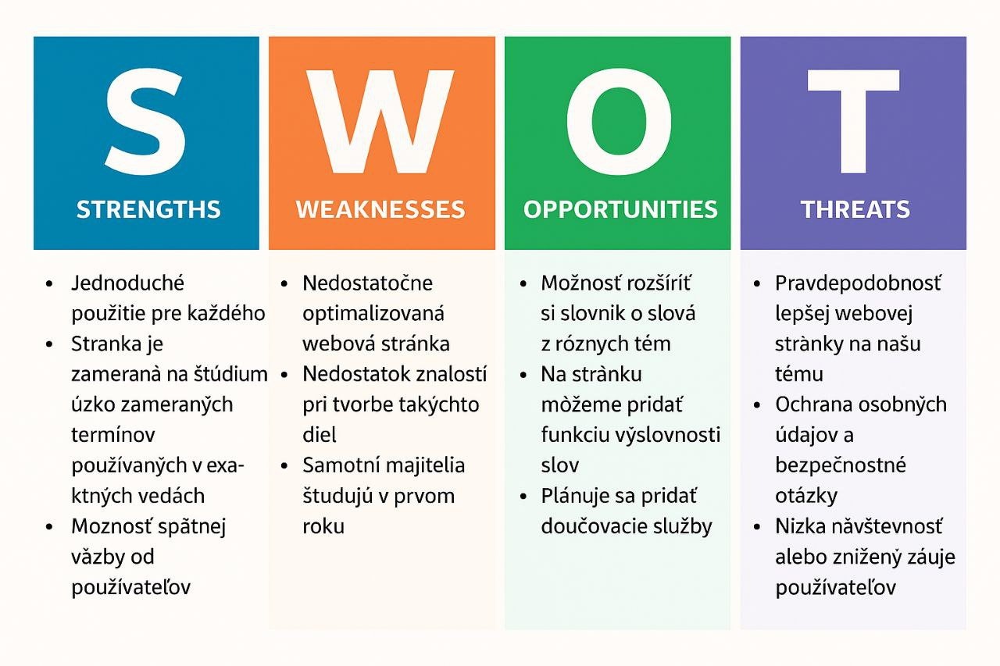 S
STRENGTHS
• Jednoduché
použitie pre každého
• Stranka je
zameranà na štúdium
úzko zameraných
termínov
používaných v exa-
ktných vedách
• Moznosť spätnej
väzby od
používateľov
W
WEAKNESSES
• Nedostatočne
optimalizovaná
webová stránka
• Nedostatok znalostí
pri tvorbe takýchto
diel
• Samotní majitelia
študujú v prvom
roku
O
OPPORTUNITIES
• Možnosť rozšíríť
si slovnik o slová
z róznych tém
• Na strànku
mòžeme pridať
funkciu výslovnosti
slov
• Plánuje sa pridať
doučovacie služby
T
THREATS
• Pravdepodobnosť
lepšej webovej
strànky na našu
tému
• Ochrana osobných
údajov a
bezpečnostné
otázky
• Nizka nàvštevnosť
alebo znižený záuje
používateľov